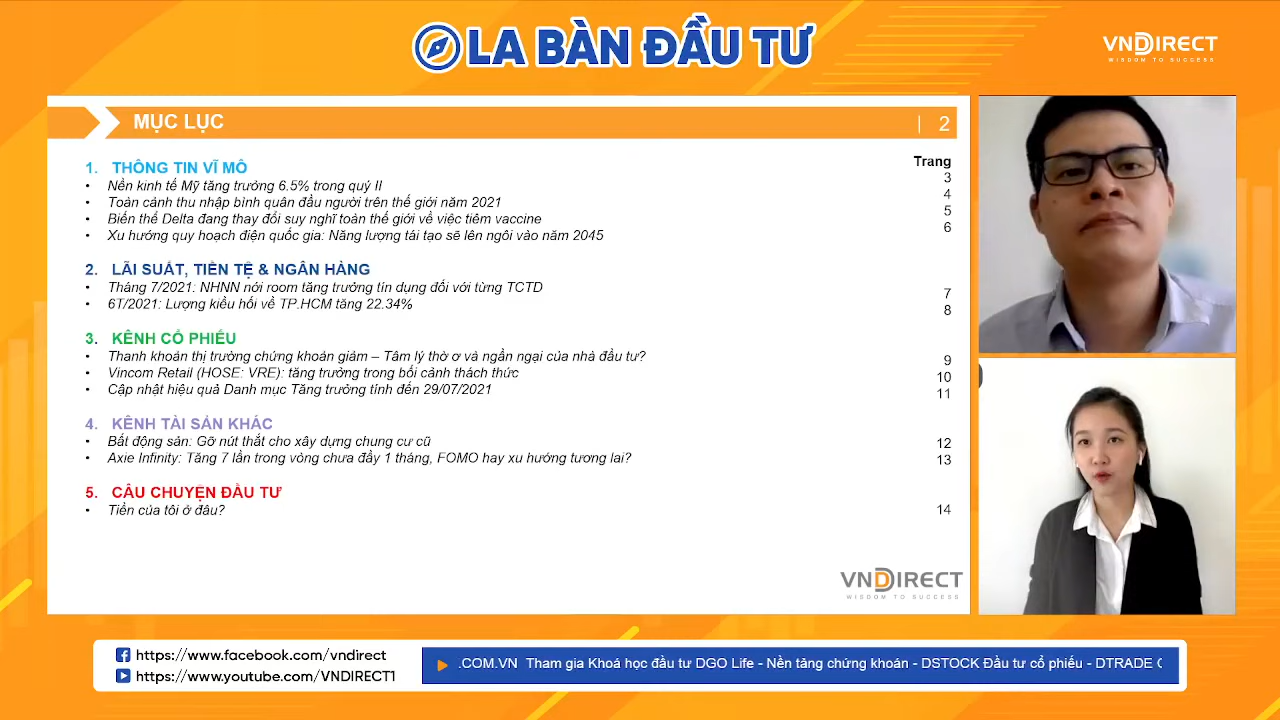 LA BÀN ĐẦU TƯ
VNDIRECT
WISDOM TO SUCCESS
MỤC LỤC
| 2
Trang
1. THÔNG TIN VĨ MÔ
• Nền kinh tế Mỹ tăng trưởng 6.5% trong quý II 3
• Toàn cảnh thu nhập bình quân đầu người trên thế giới năm 2021 4
• Biến thể Delta đang thay đổi suy nghĩ toàn thế giới về việc tiêm vaccine 5
• Xu hướng quy hoạch điện quốc gia: Năng lượng tái tạo sẽ lên ngôi vào năm 2045 6
2. LÃI SUẤT, TIỀN TỆ & NGÂN HÀNG
• Tháng 7/2021: NHNN nới room tăng trưởng tín dụng đối với từng TCTD 7
• 6T/2021: Lượng kiều hối về TP.HCM tăng 22.34% 8
3. KÊNH CỔ PHIẾU
• Thanh khoản thị trường chứng khoán giảm – Tâm lý thờ ơ và ngần ngại của nhà đầu tư? 9
• Vincom Retail (HOSE: VRE): tăng trưởng trong bối cảnh thách thức 10
• Cập nhật hiệu quả Danh mục Tăng trưởng tính đến 29/07/2021 11
4. KÊNH TÀI SẢN KHÁC
• Bất động sản: Gỡ nút thắt cho xây dựng chung cư cũ 12
• Axie Infinity: Tăng 7 lần trong vòng chưa đầy 1 tháng, FOMO hay xu hướng tương lai? 13
5. CÂU CHUYỆN ĐẦU TƯ
• Tiền của tôi ở đâu? 14
VNDIRECT
WISDOM TO SUCCESS
https://www.facebook.com/vndirect
https://www.youtube.com/VNDIRECT1
.COM.VN Tham gia Khoá học đầu tư DGO Life - Nền tăng chứng khoán - DSTOCK Đầu tư cổ phiếu - DTRADE